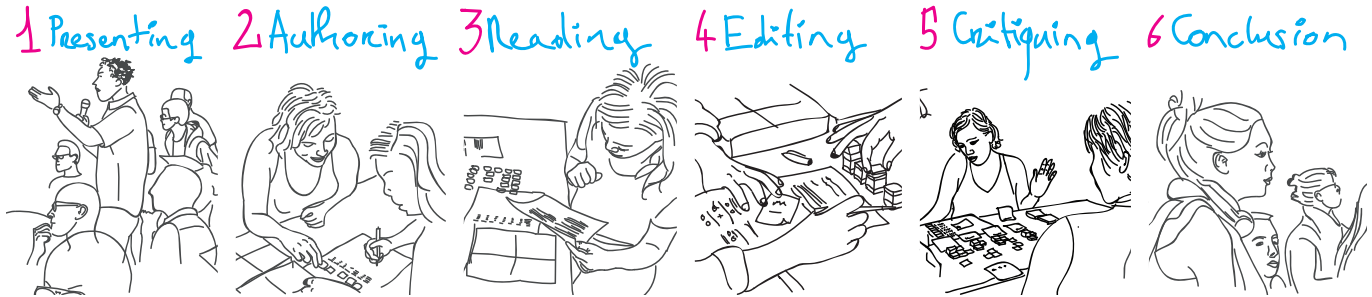 1 Presenting
2 Authoring
3 Reading
4 Editing
5 Critiquing
6 Conclusion